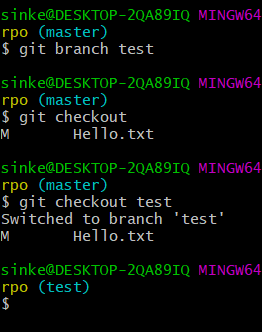 sinke@DESKTOP-2QA89IQ MINGW64
rpo (master)
$ git branch test
sinke@DESKTOP-2QA89IQ MINGW64
rpo (master)
$ git checkout
M       Hello.txt
sinke@DESKTOP-2QA89IQ MINGW64
rpo (master)
$ git checkout test
Switched to branch 'test'
M       Hello.txt
sinke@DESKTOP-2QA89IQ MINGW64
rpo (test)
$